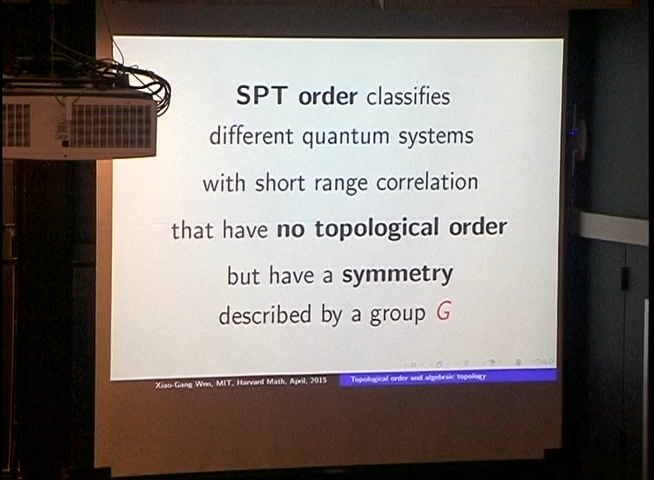 SPT order classifies
different quantum systems
with short range correlation
that have no topological order
but have a symmetry
described by a group G
Xiao-Gang Wen, MIT, Harvard Math, April, 2015
Topological order and algebraic topology